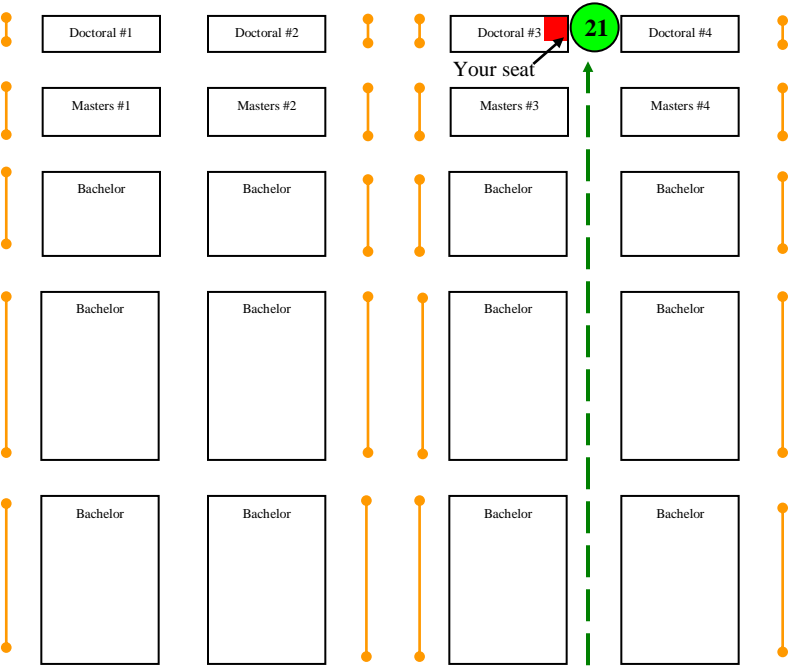 Doctoral #1
Doctoral #2
Doctoral #3
21
Doctoral #4
Your seat
Masters #1
Masters #2
Masters #3
Masters #4
Bachelor
Bachelor
Bachelor
Bachelor
Bachelor
Bachelor
Bachelor
Bachelor
Bachelor
Bachelor
Bachelor
Bachelor